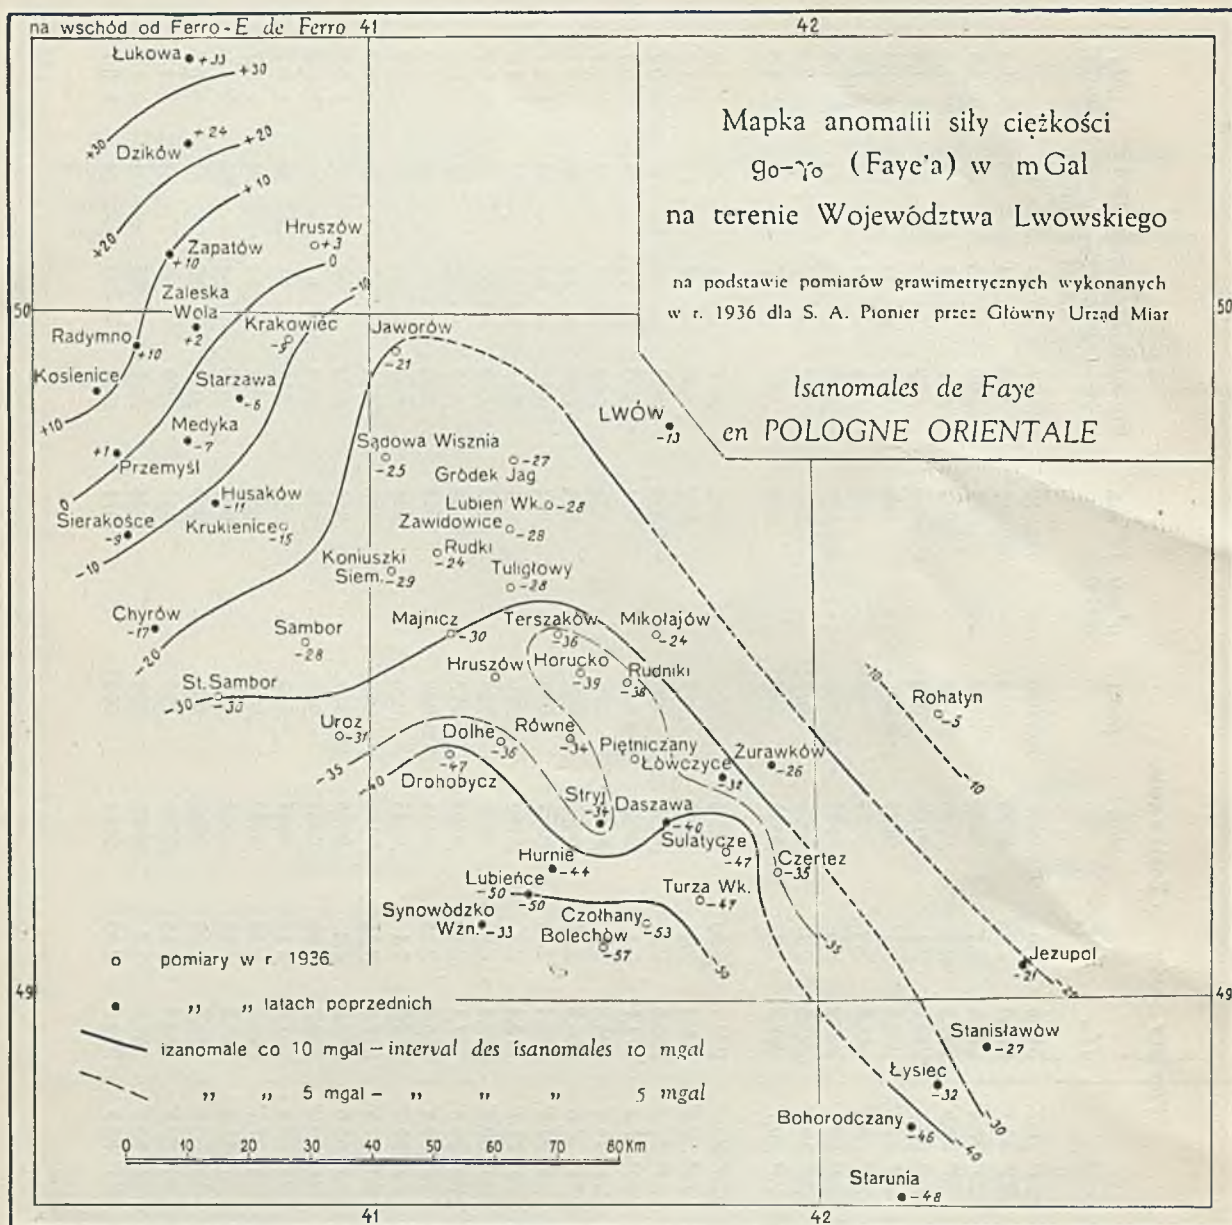 na wschód od Ferro - E de Ferro 41
42
Łukowa +33
+30
+24
Dzików
+20
+30
+10
Hruszów
+3
+20
Zapatów
+10
0
-10
Mapka anomalii siły ciężkości
g₀-γ₀ (Faye'a) w mGal
na terenie Województwa Lwowskiego
na podstawie pomiarów grawimetrycznych wykonanych
w r. 1936 dla S. A. Pionier przez Główny Urząd Miar
Isanomales de Faye
en POLOGNE ORIENTALE
50
50
Zaleska
Wola
+2
Krakowiec
-9
Jaworów
-21
Radymno
+10
Kosienice
+10
Starzawa
-6
Medyka
-7
+1
Przemyśl
0
LWÓW
-13
Sądowa Wisznia
-25
-27
Gródek Jag
Husaków
-11
Lubień Wk. -28
Sierakośce
-9
Krukienice
-15
Zawidowice
-28
-10
Rudki
-24
Koniuszki
Siem. -29
Tuligłowy
-28
Chyrów
-17
-20
Sambor
-28
Majnicz
-30
Terszaków
-36
Mikołajów
-24
Hruszów
Horucko
-39
Rudniki
-38
St. Sambor
-30
-33
-10
Rohatyn
-5
-10
Uroz
-31
-35
Dolhe
-36
Równe
-34
Piętniczany
Łówczyce
-32
Żurawków
-26
-40
-47
Drohobycz
Stryj
-34
Daszawa
-40
Sulatycze
-47
Czertez
-35
Hurnie
-44
Lubieńce
-50
-50
Turza Wk.
-47
Synowódzko
Wzn. -33
Czołhany
-53
Bolechów
-57
-50
-35
Jezupol
-21
-20
49
49
pomiary w r. 1936
„ „ latach poprzednich
izanomale co 10 mgal – interval des isanomales 10 mgal
„ „ 5 mgal – „ „ „ 5 mgal
Stanisławów
-27
Łysiec
-32
-30
Bohorodczany
-46
-40
0 10 20 30 40 50 60 70 80 Km
Starunia
-48
41
42